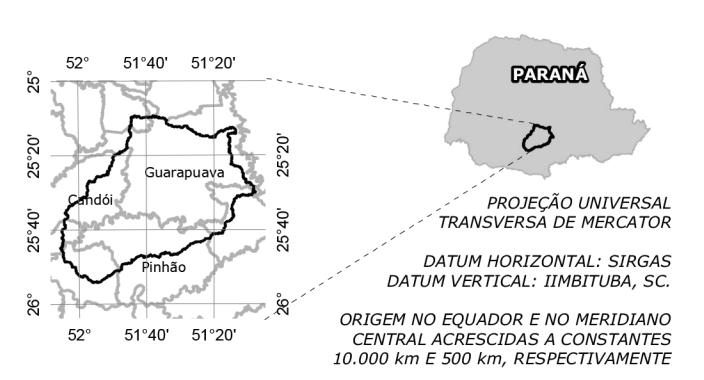 52° 51°40' 51°20'
PARANÁ
25°
25°20'
25°20'
Guarapuava
Candói
25°40'
25°40'
Pinhão
26°
26°
52° 51°40' 51°20'
PROJEÇÃO UNIVERSAL
TRANSVERSA DE MERCATOR
DATUM HORIZONTAL: SIRGAS
DATUM VERTICAL: IIMBITUBA, SC.
ORIGEM NO EQUADOR E NO MERIDIANO
CENTRAL ACRESCIDAS A CONSTANTES
10.000 km E 500 km, RESPECTIVAMENTE